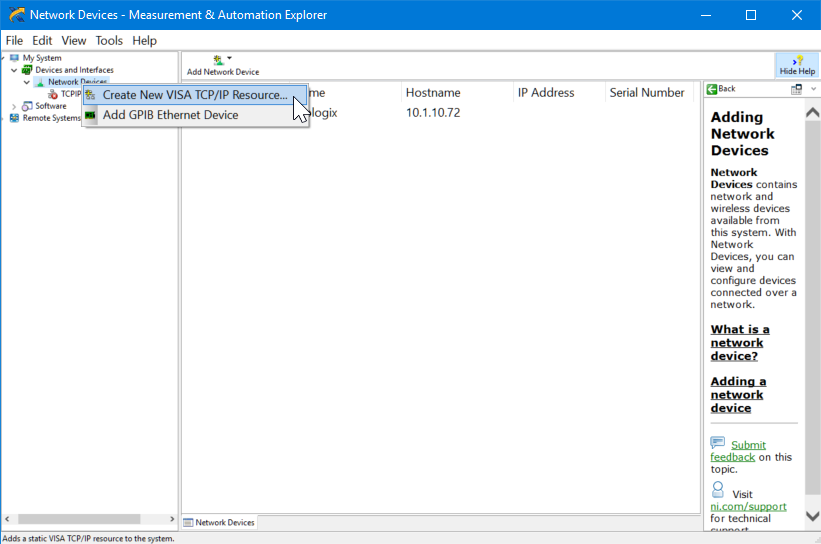 Network Devices - Measurement & Automation Explorer
File Edit View Tools Help
My System
Devices and Interfaces
Network Devices
TCPIP
Software
Remote Systems
Create New VISA TCP/IP Resource...
Add GPIB Ethernet Device
Add Network Device
Hide Help
me Hostname IP Address Serial Number
logix 10.1.10.72
Back
Adding
Network
Devices
Network
Devices contains
network and
wireless devices
available from
this system. With
Network
Devices, you can
view and
configure devices
connected over a
network.
What is a
network
device?
Adding a
network
device
Submit
feedback on this
topic.
Visit
ni.com/support
for technical
support.
Network Devices
Adds a static VISA TCP/IP resource to the system.